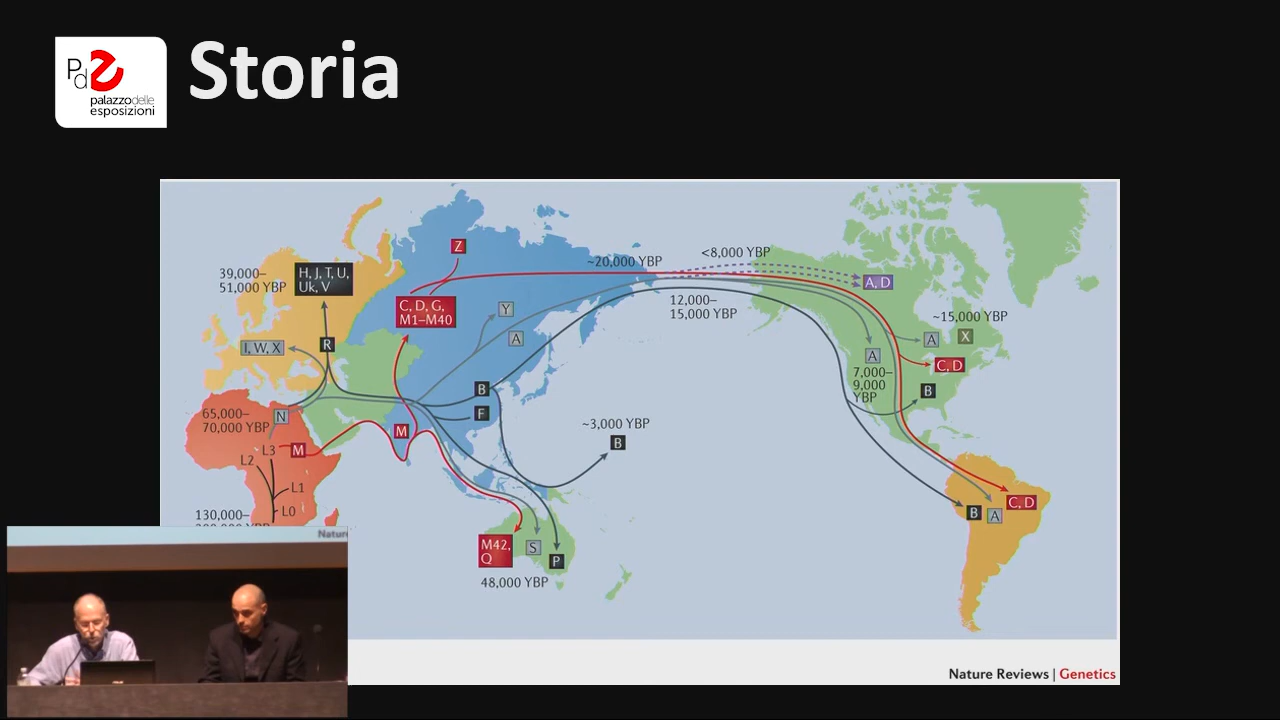 Pd
palazzodelle
esposizioni
Storia
Z
~20,000 YBP
<8,000 YBP
39,000–
51,000 YBP
H, J, T, U,
Uk, V
A, D
C, D, G,
M1–M40
Y
12,000–
15,000 YBP
~15,000 YBP
I, W, X
R
A
A
X
A
C, D
7,000–
9,000
YBP
B
B
65,000–
70,000 YBP
N
F
M
~3,000 YBP
B
L3
M
L2
L1
L0
C, D
B
A
130,000–
M42,
Q
S
P
48,000 YBP
Nature Reviews | Genetics